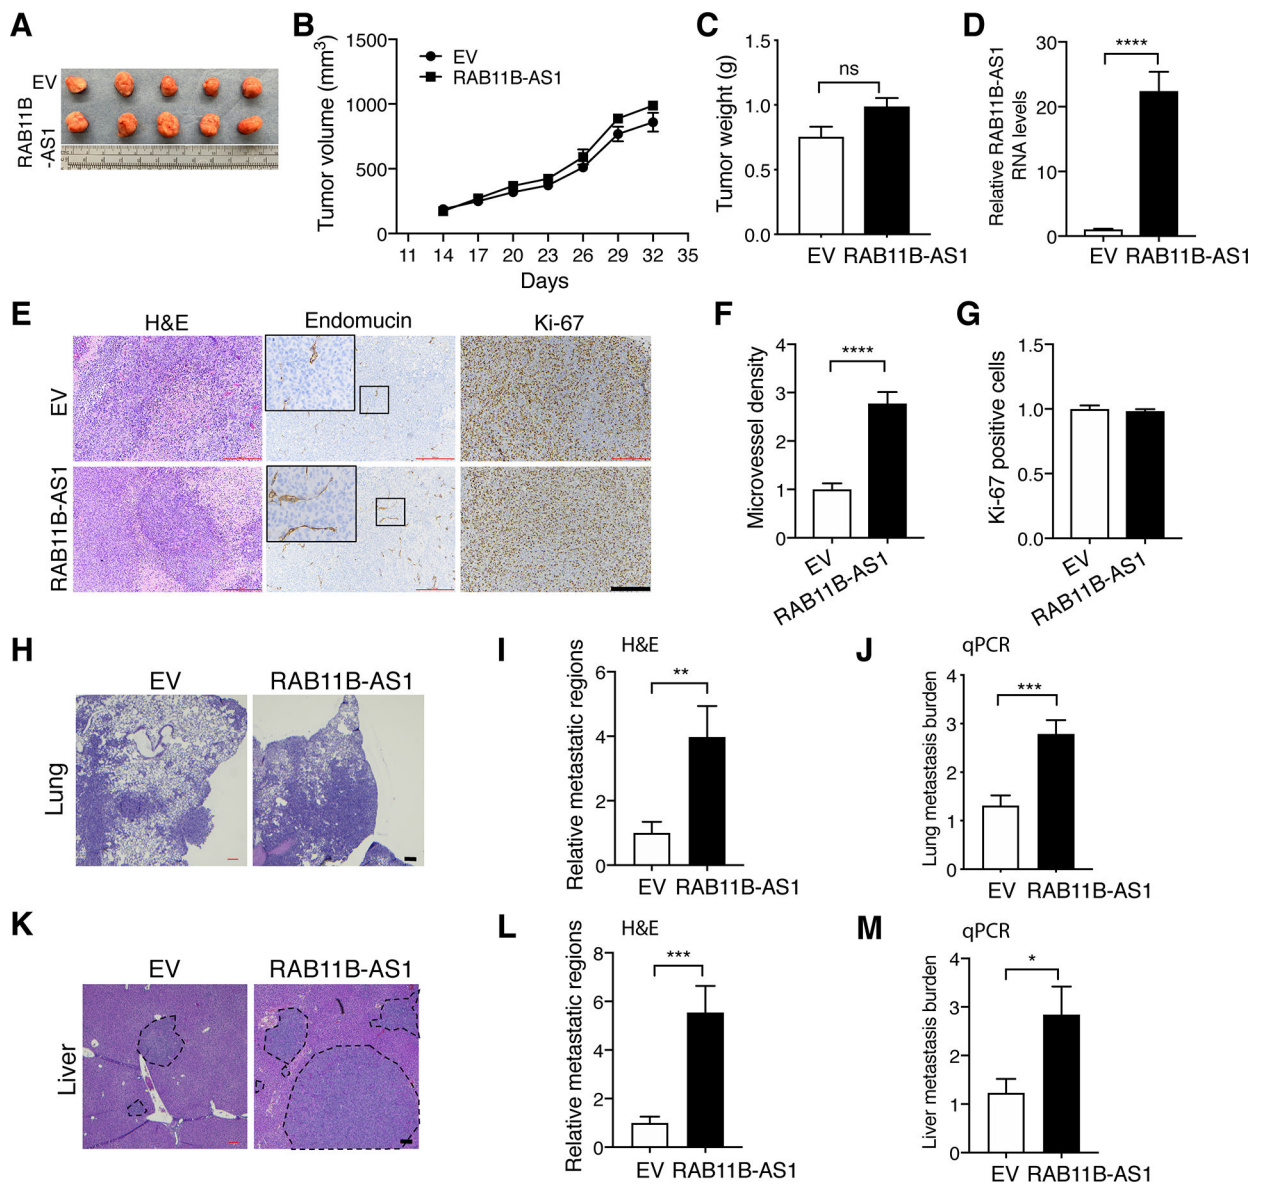 A
EV
RAB11B
-AS1
B
Tumor volume (mm3)
1500
1000
500
0
11 14 17 20 23 26 29 32 35
Days
EV
RAB11B-AS1
C
Tumor weight (g)
1.5
1.0
0.5
0.0
ns
EV RAB11B-AS1
D
Relative RAB11B-AS1
RNA levels
30
20
10
0
****
EV RAB11B-AS1
E
H&E Endomucin Ki-67
EV
RAB11B-AS1
F
Microvessel density
4
3
2
1
0
****
EV
RAB11B-AS1
G
Ki-67 positive cells
1.5
1.0
0.5
0.0
EV
RAB11B-AS1
H
EV RAB11B-AS1
Lung
I
H&E
Relative metastatic regions
6
4
2
0
**
EV RAB11B-AS1
J
qPCR
Lung metastasis burden
4
3
2
1
0
***
EV RAB11B-AS1
K
EV RAB11B-AS1
Liver
L
H&E
Relative metastatic regions
8
6
4
2
0
***
EV RAB11B-AS1
M
qPCR
Liver metastasis burden
4
3
2
1
0
*
EV RAB11B-AS1